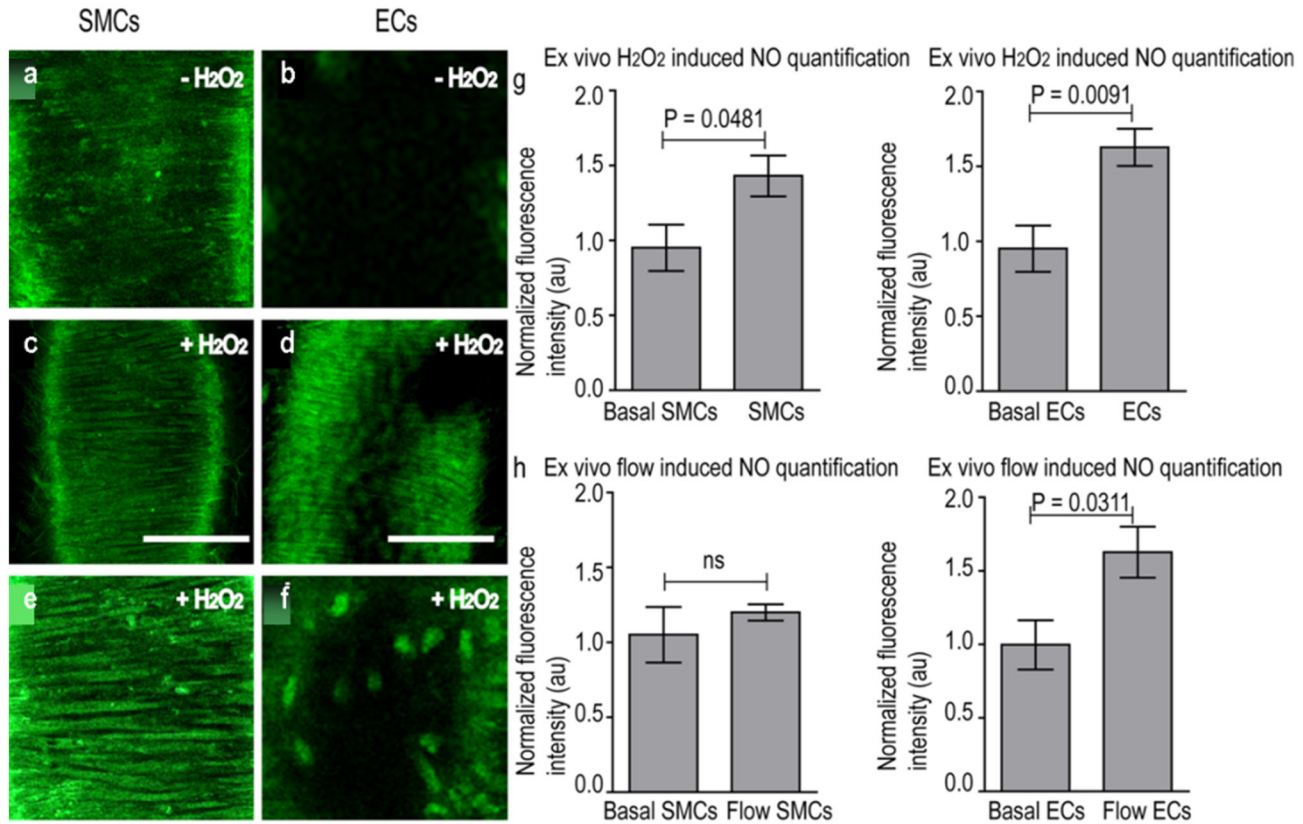 SMCs
ECs
a
- H2O2
b
- H2O2
c
+ H2O2
d
+ H2O2
e
+ H2O2
f
+ H2O2
g
Ex vivo H2O2 induced NO quantification
Normalized fluorescence
intensity (au)
2.0
1.5
1.0
0.5
0.0
P = 0.0481
Basal SMCs
SMCs
Ex vivo H2O2 induced NO quantification
Normalized fluorescence
intensity (au)
2.0
1.5
1.0
0.5
0.0
P = 0.0091
Basal ECs
ECs
h
Ex vivo flow induced NO quantification
Normalized fluorescence
intensity (au)
2.0
1.5
1.0
0.5
0.0
ns
Basal SMCs
Flow SMCs
Ex vivo flow induced NO quantification
Normalized fluorescence
intensity (au)
2.0
1.5
1.0
0.5
0.0
P = 0.0311
Basal ECs
Flow ECs